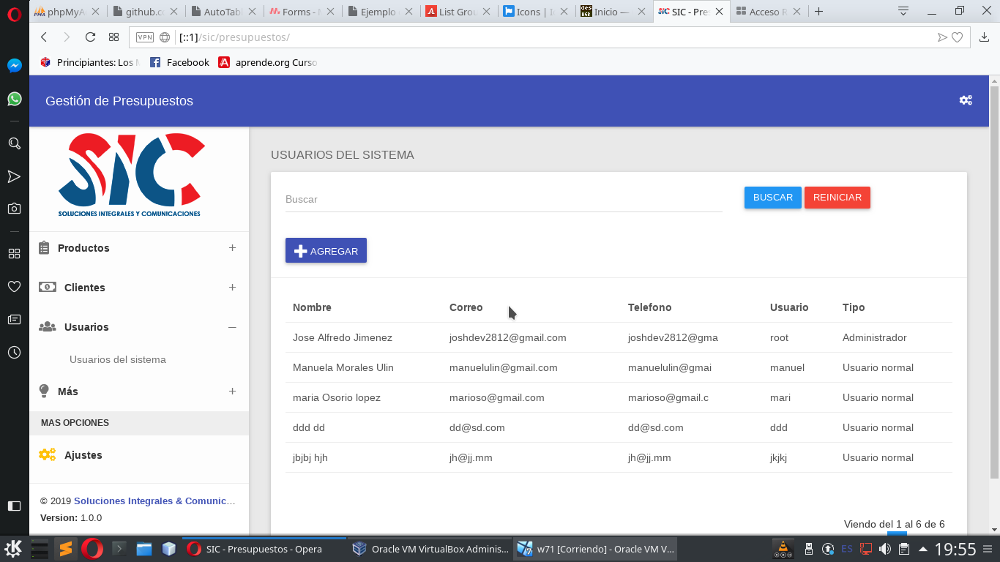 phpMyA
github.c
AutoTab
Forms -
Ejemplo
List Grou
Icons |
Inicio —
SIC - Pres
Acceso R
VPN
[::1]/sic/presupuestos/
Principiantes: Los
Facebook
aprende.org Curso
Gestión de Presupuestos
SIC
SOLUCIONES INTEGRALES Y COMUNICACIONES
Productos
Clientes
Usuarios
Usuarios del sistema
Más
MAS OPCIONES
Ajustes
© 2019 Soluciones Integrales & Comunic...
Version: 1.0.0
USUARIOS DEL SISTEMA
Buscar
BUSCAR
REINICIAR
AGREGAR
Nombre Correo Telefono Usuario Tipo
Jose Alfredo Jimenez joshdev2812@gmail.com joshdev2812@gma root Administrador
Manuela Morales Ulin manuelulin@gmail.com manuelulin@gmai manuel Usuario normal
maria Osorio lopez marioso@gmail.com marioso@gmail.c mari Usuario normal
ddd dd dd@sd.com dd@sd.com ddd Usuario normal
jbjbj hjh jh@jj.mm jh@jj.mm jkjkj Usuario normal
Viendo del 1 al 6 de 6
SIC - Presupuestos - Opera
Oracle VM VirtualBox Adminis...
w71 [Corriendo] - Oracle VM V...
ES
19:55